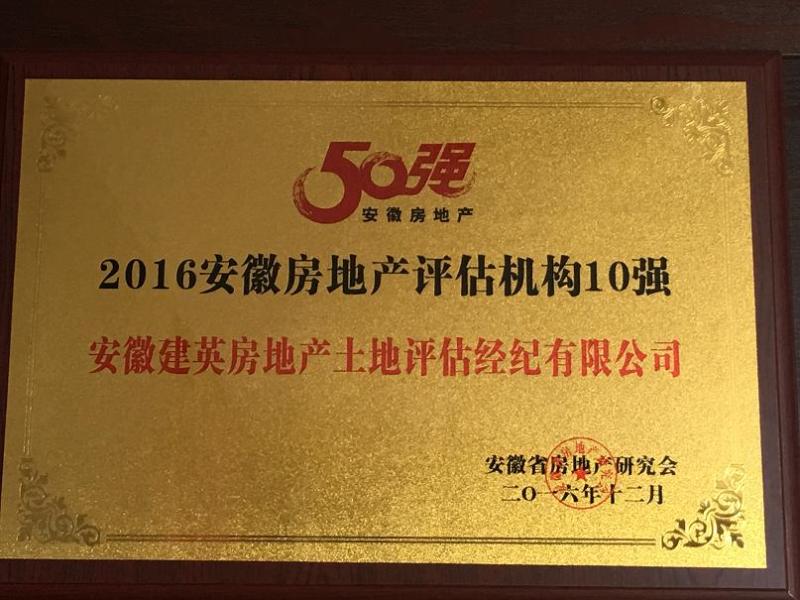 50强
安徽房地产
2016安徽房地产评估机构10强
安徽建英房地产土地评估经纪有限公司
安徽省房地产研究会
二〇一六年十二月